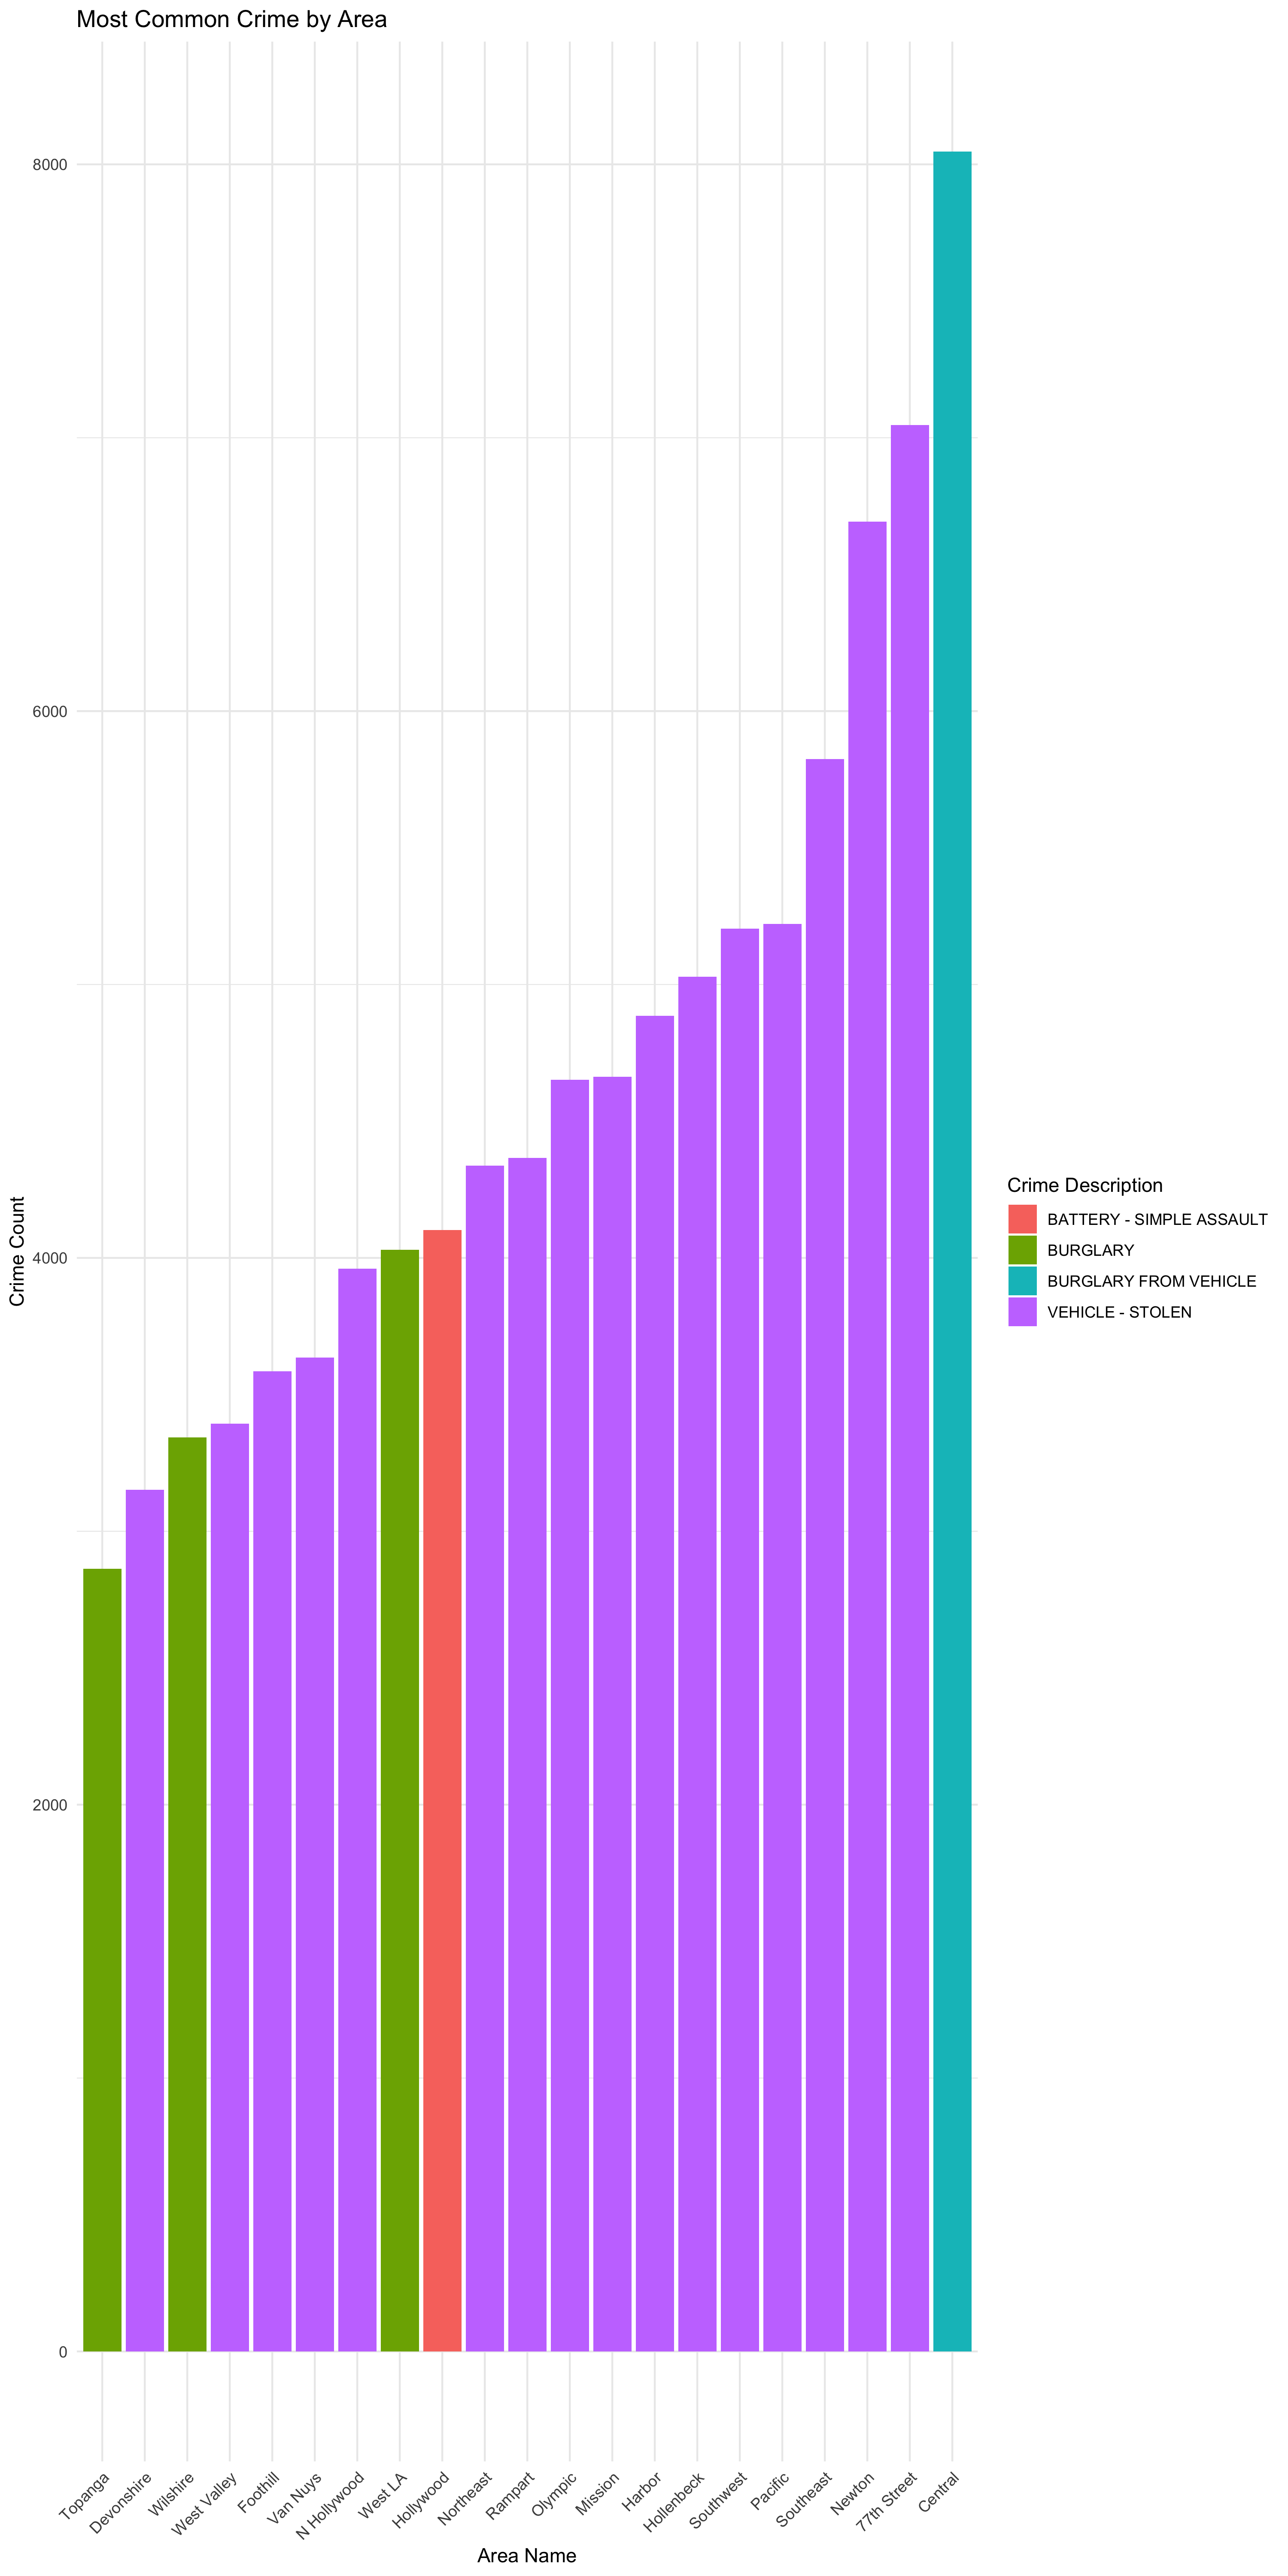 Most Common Crime by Area
8000
6000
4000
2000
0
Crime Count
Topanga
Devonshire
Wilshire
West Valley
Foothill
Van Nuys
N Hollywood
West LA
Hollywood
Northeast
Rampart
Olympic
Mission
Harbor
Hollenbeck
Southwest
Pacific
Southeast
Newton
77th Street
Central
Area Name
Crime Description
BATTERY - SIMPLE ASSAULT
BURGLARY
BURGLARY FROM VEHICLE
VEHICLE - STOLEN